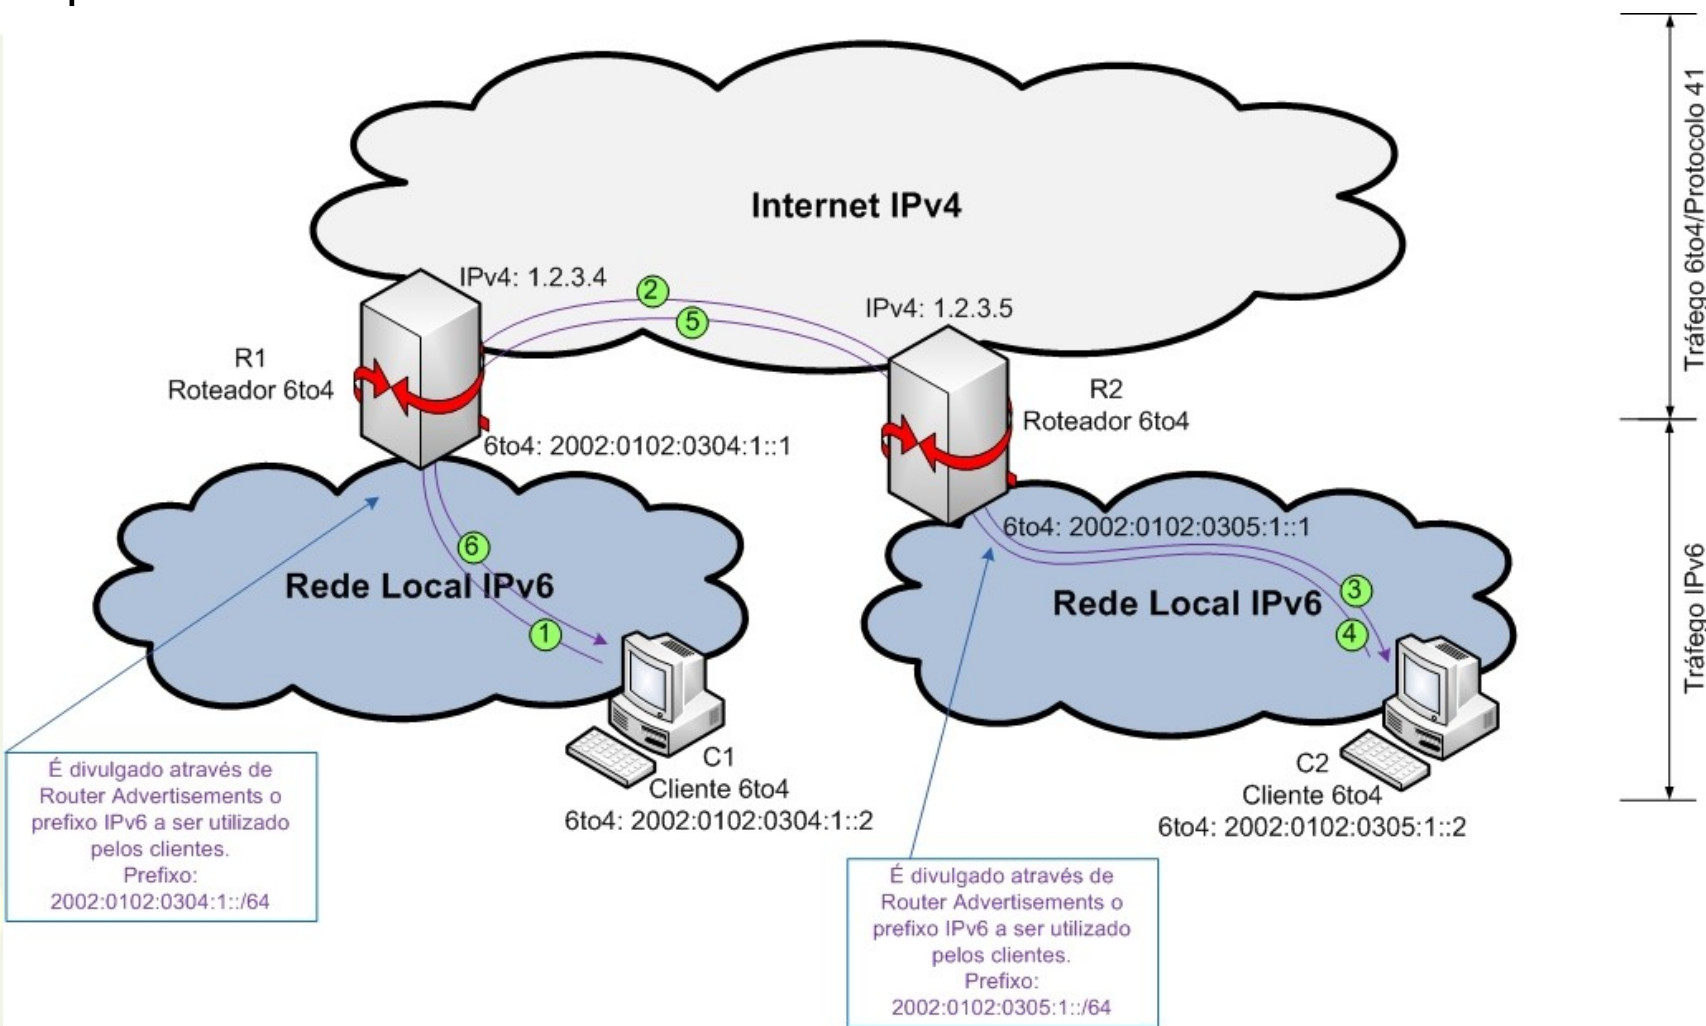 Internet IPv4
IPv4: 1.2.3.4
2
5
IPv4: 1.2.3.5
R1
Roteador 6to4
R2
Roteador 6to4
6to4: 2002:0102:0304:1::1
6to4: 2002:0102:0305:1::1
6
1
Rede Local IPv6
3
4
Rede Local IPv6
C1
Cliente 6to4
6to4: 2002:0102:0304:1::2
C2
Cliente 6to4
6to4: 2002:0102:0305:1::2
É divulgado através de
Router Advertisements o
prefixo IPv6 a ser utilizado
pelos clientes.
Prefixo:
2002:0102:0304:1::/64
É divulgado através de
Router Advertisements o
prefixo IPv6 a ser utilizado
pelos clientes.
Prefixo:
2002:0102:0305:1::/64
Tráfego 6to4/Protocolo 41
Tráfego IPv6